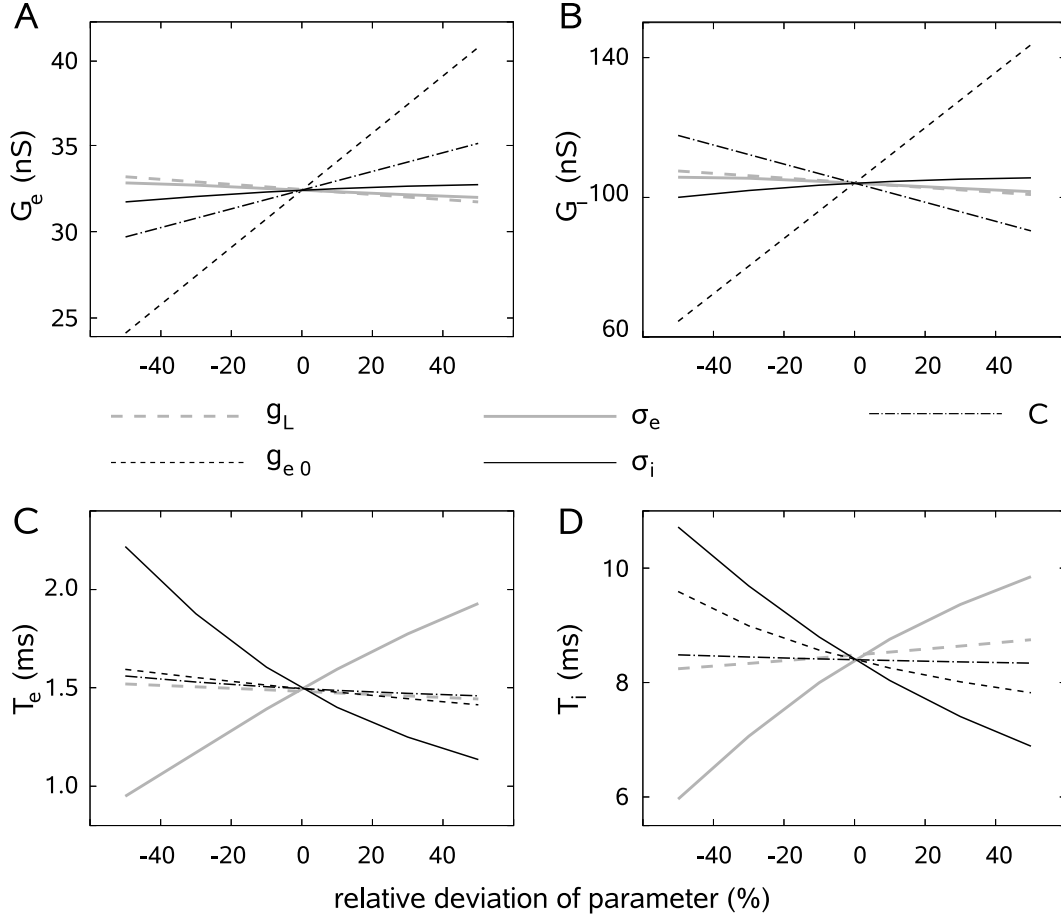 A
B
40
35
30
25
G_e (nS)
-40 -20 0 20 40
140
100
60
G_i (nS)
-40 -20 0 20 40
g_L
σ_e
C
g_e 0
σ_i
C
D
2.0
1.5
1.0
T_e (ms)
-40 -20 0 20 40
10
8
6
T_i (ms)
-40 -20 0 20 40
relative deviation of parameter (%)